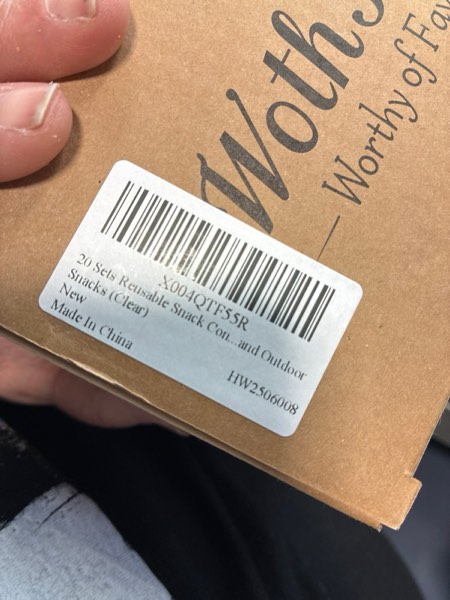 Woth
— Worthy of Fav
X004QTF55R
20 Sets Reusable Snack Con...and Outdoor
Snacks (Clear)
New
Made In China
HW2506008